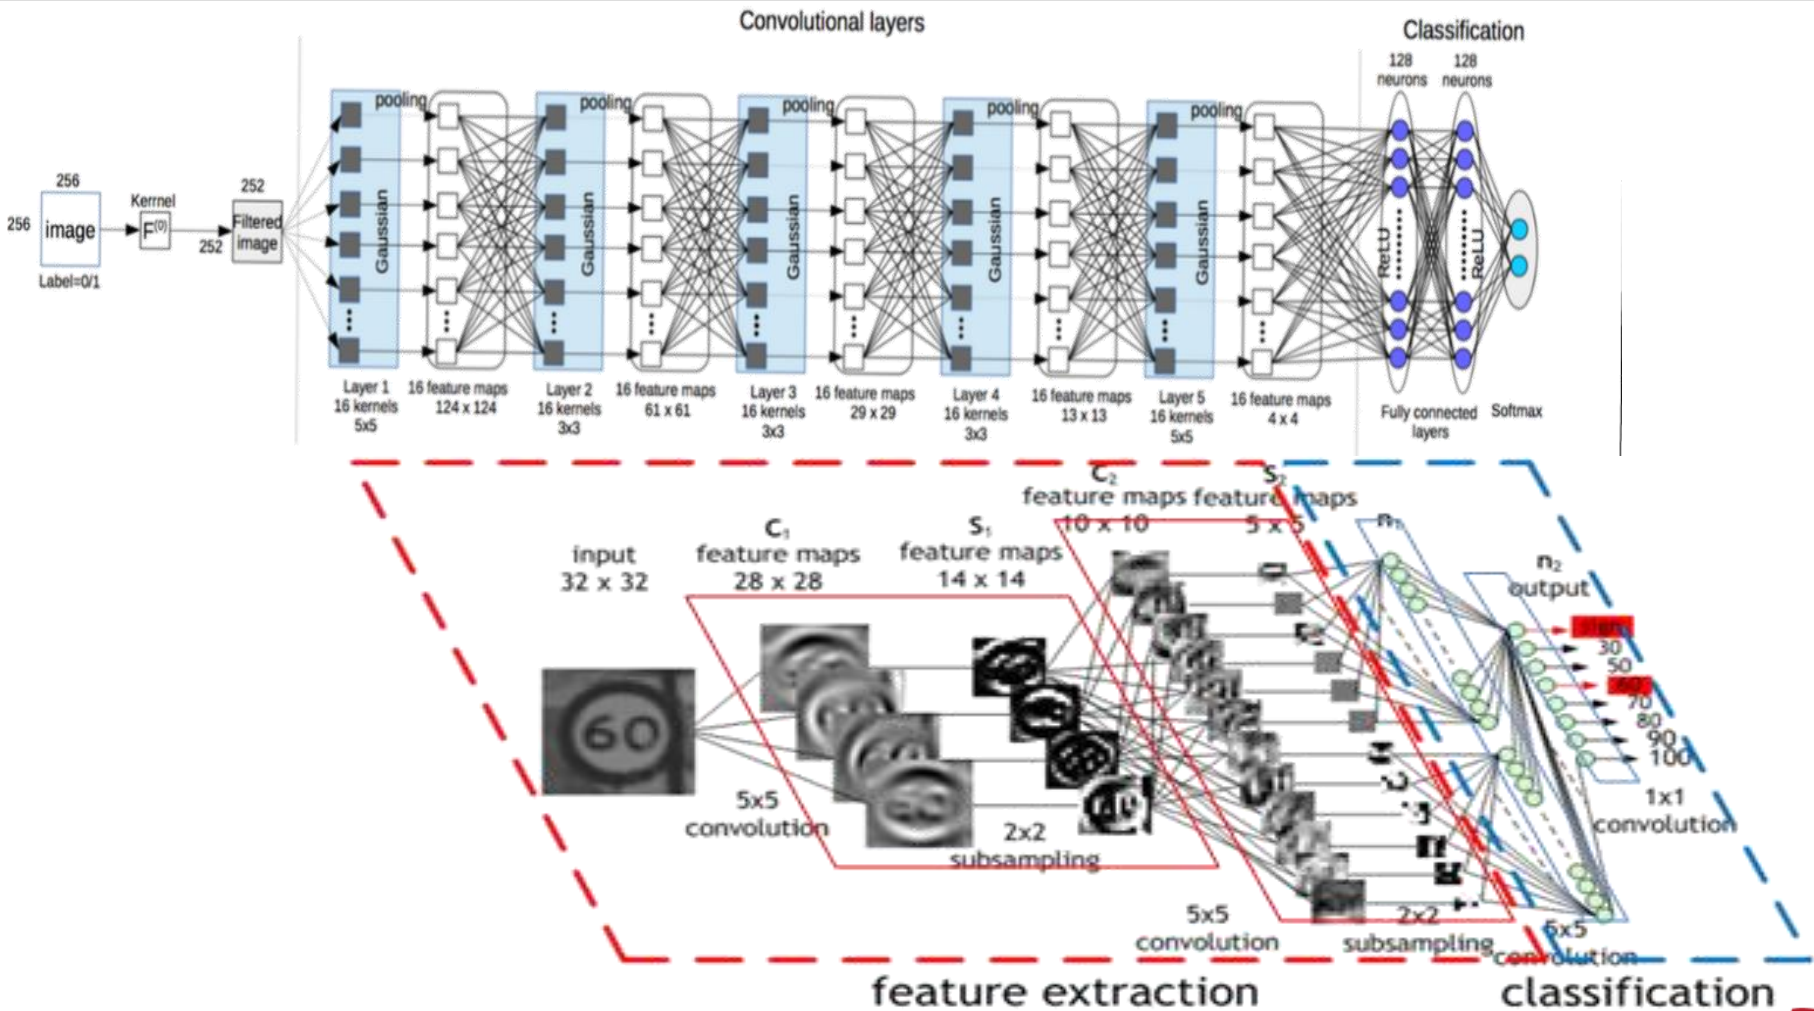 Convolutional layers
Classification
128
neurons
128
neurons
pooling
pooling
pooling
pooling
pooling
256
256
image
Label=0/1
Kerrnel
F(0)
252
252
Filtered
image
Gaussian
Gaussian
Gaussian
Gaussian
Gaussian
ReLU
ReLU
Layer 1
16 kernels
5x5
16 feature maps
124 x 124
Layer 2
16 kernels
3x3
16 feature maps
61 x 61
Layer 3
16 kernels
3x3
16 feature maps
29 x 29
Layer 4
16 kernels
3x3
16 feature maps
13 x 13
Layer 5
16 kernels
5x5
16 feature maps
4 x 4
Fully connected
layers
Softmax
input
32 x 32
C1
feature maps
28 x 28
S1
feature maps
14 x 14
C2
feature maps
10 x 10
S2
feature maps
5 x 5
n1
n2
output
60
30
50
60
70
80
90
100
5x5
convolution
2x2
subsampling
5x5
convolution
2x2
subsampling
5x5
convolution
1x1
convolution
feature extraction
classification